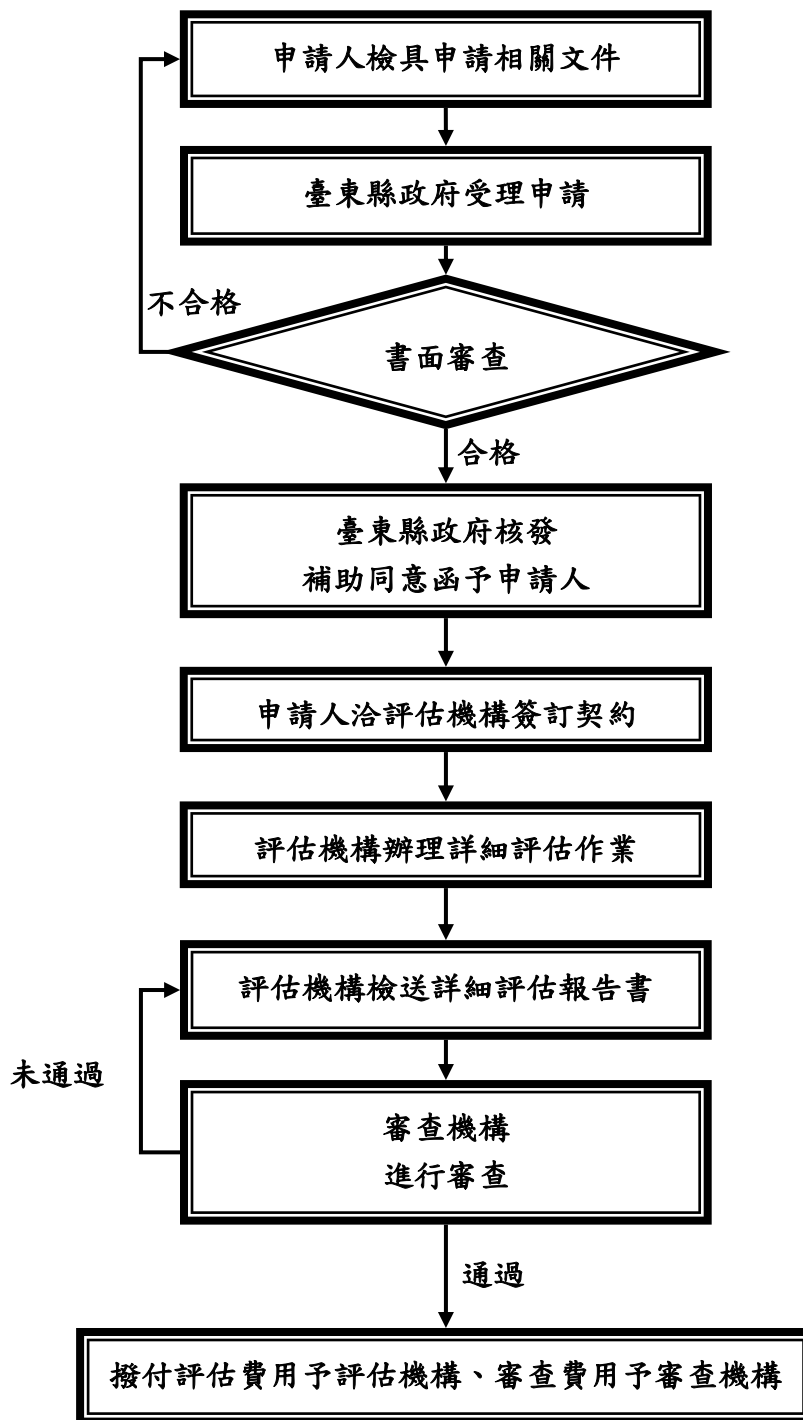 申請人檢具申請相關文件
臺東縣政府受理申請
不合格
書面審查
合格
臺東縣政府核發
補助同意函予申請人
申請人洽評估機構簽訂契約
評估機構辦理詳細評估作業
評估機構檢送詳細評估報告書
未通過
審查機構
進行審查
通過
撥付評估費用予評估機構、審查費用予審查機構